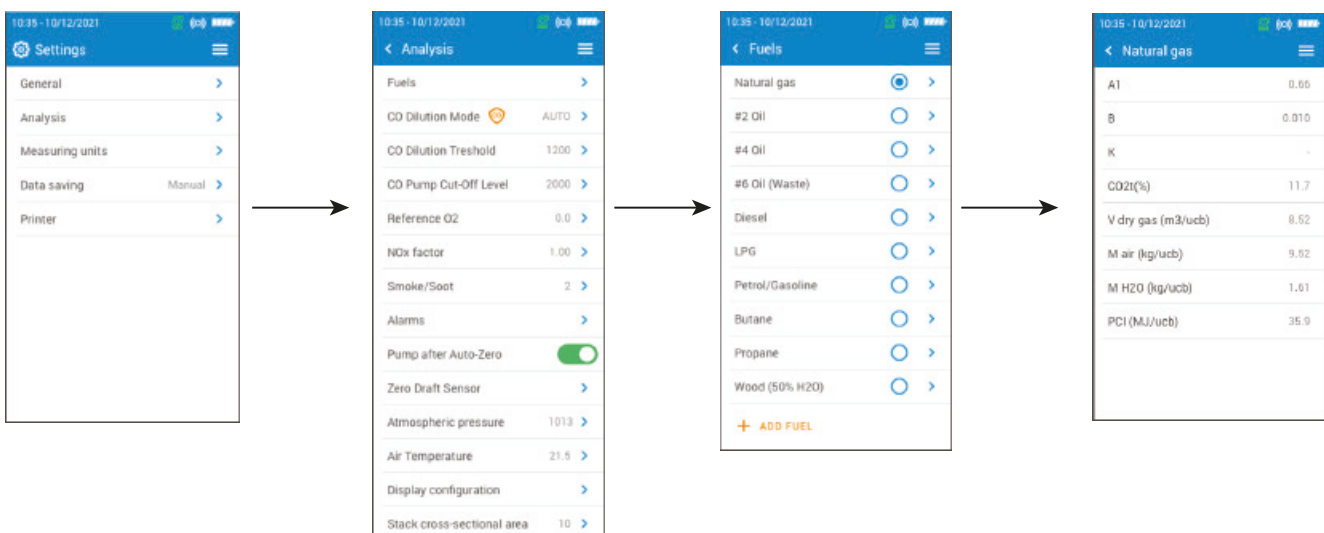 10:35 - 10/12/2021
Settings
General
Analysis
Measuring units
Data saving Manual
Printer
10:35 - 10/12/2021
Analysis
Fuels
CO Dilution Mode AUTO
CO Dilution Treshold 1200
CO Pump Cut-Off Level 2000
Reference O2 0.0
NOx factor 1.00
Smoke/Soot 2
Alarms
Pump after Auto-Zero
Zero Draft Sensor
Atmospheric pressure 1013
Air Temperature 21.5
Display configuration
Stack cross-sectional area 10
10:35 - 10/12/2021
Fuels
Natural gas
#2 Oil
#4 Oil
#6 Oil (Waste)
Diesel
LPG
Petrol/Gasoline
Butane
Propane
Wood (50% H2O)
+ ADD FUEL
10:35 - 10/12/2021
Natural gas
A1 0.66
B 0.010
K -
CO2t(%) 11.7
V dry gas (m3/ucb) 8.52
M air (kg/ucb) 9.52
M H2O (kg/ucb) 1.61
PCI (MJ/ucb) 35.9